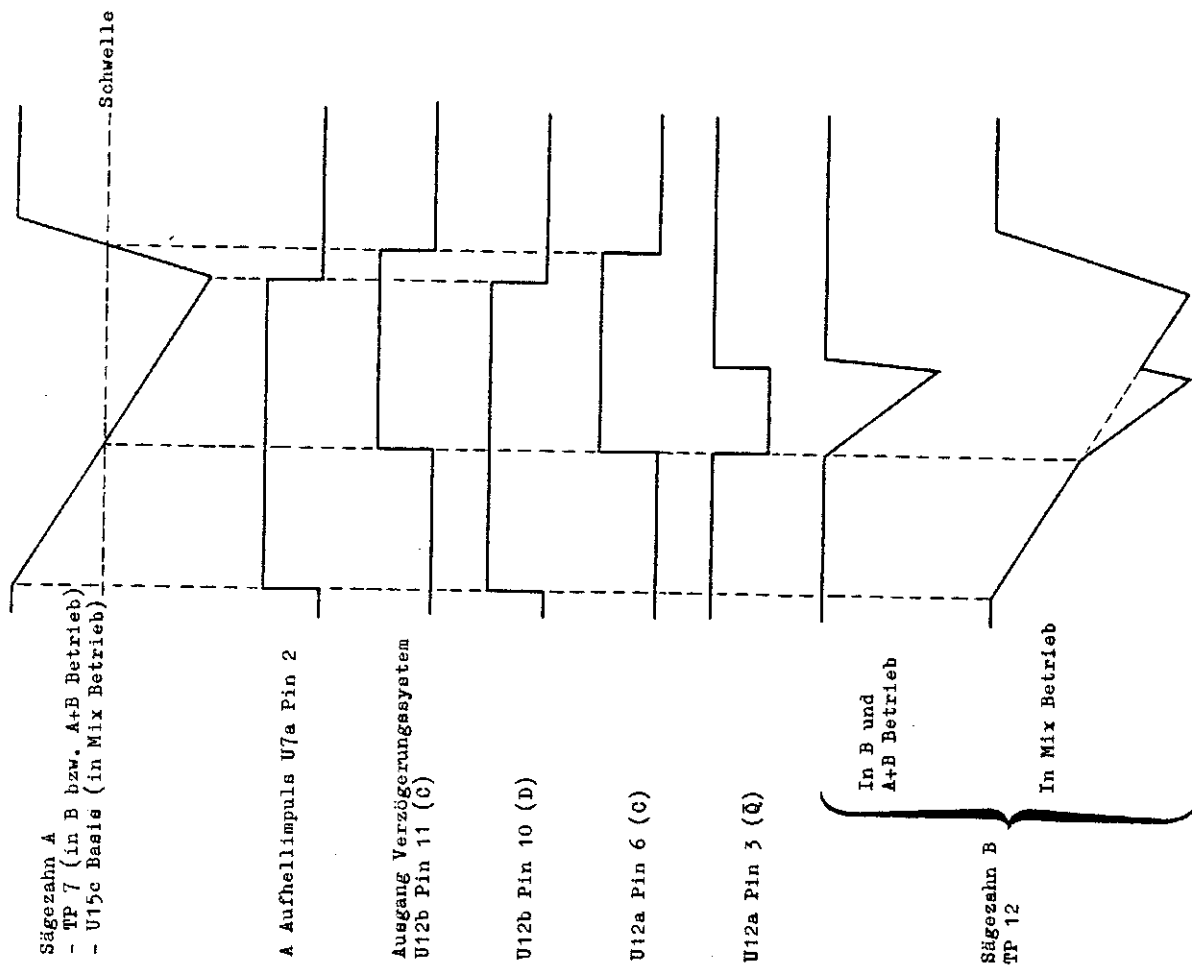 Sägezahn A
- TP 7 (in B bzw. A+B Betrieb)
- U15c Basis (in Mix Betrieb)
Schwelle
A Aufhellimpuls U7a Pin 2
Ausgang Verzögerungssystem
U12b Pin 11 (C)
U12b Pin 10 (D)
U12a Pin 6 (C)
U12a Pin 3 (Q̄)
In B und
A+B Betrieb
Sägezahn B
TP 12
In Mix Betrieb